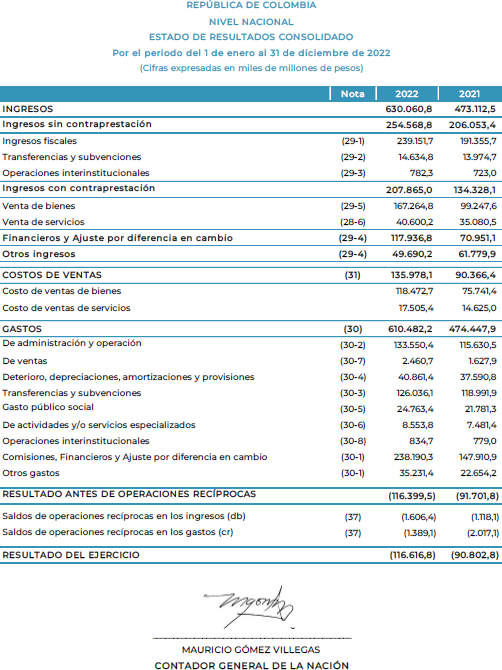 REPÚBLICA DE COLOMBIA
NIVEL NACIONAL
ESTADO DE RESULTADOS CONSOLIDADO
Por el periodo del 1 de enero al 31 de diciembre de 2022
(Cifras expresadas en miles de millones de pesos)
Nota 2022 2021
INGRESOS 630.060,8 473.112,5
Ingresos sin contraprestación 254.568,8 206.053,4
Ingresos fiscales (29-1) 239.151,7 191.355,7
Transferencias y subvenciones (29-2) 14.634,8 13.974,7
Operaciones interinstitucionales (29-3) 782,3 723,0
Ingresos con contraprestación 207.865,0 134.328,1
Venta de bienes (29-5) 167.264,8 99.247,6
Venta de servicios (28-6) 40.600,2 35.080,5
Financieros y Ajuste por diferencia en cambio (29-4) 117.936,8 70.951,1
Otros ingresos (29-4) 49.690,2 61.779,9
COSTOS DE VENTAS (31) 135.978,1 90.366,4
Costo de ventas de bienes 118.472,7 75.741,4
Costo de ventas de servicios 17.505,4 14.625,0
GASTOS (30) 610.482,2 474.447,9
De administración y operación (30-2) 133.550,4 115.630,5
De ventas (30-7) 2.460,7 1.627,9
Deterioro, depreciaciones, amortizaciones y provisiones (30-4) 40.861,4 37.590,8
Transferencias y subvenciones (30-3) 126.036,1 118.991,9
Gasto público social (30-5) 24.763,4 21.781,3
De actividades y/o servicios especializados (30-6) 8.553,8 7.481,4
Operaciones interinstitucionales (30-8) 834,7 779,0
Comisiones, Financieros y Ajuste por diferencia en cambio (30-1) 238.190,3 147.910,9
Otros gastos (30-1) 35.231,4 22.654,2
RESULTADO ANTES DE OPERACIONES RECÍPROCAS (116.399,5) (91.701,8)
Saldos de operaciones recíprocas en los ingresos (db) (37) (1.606,4) (1.118,1)
Saldos de operaciones recíprocas en los gastos (cr) (37) (1.389,1) (2.017,1)
RESULTADO DEL EJERCICIO (116.616,8) (90.802,8)
MAURICIO GÓMEZ VILLEGAS
CONTADOR GENERAL DE LA NACIÓN